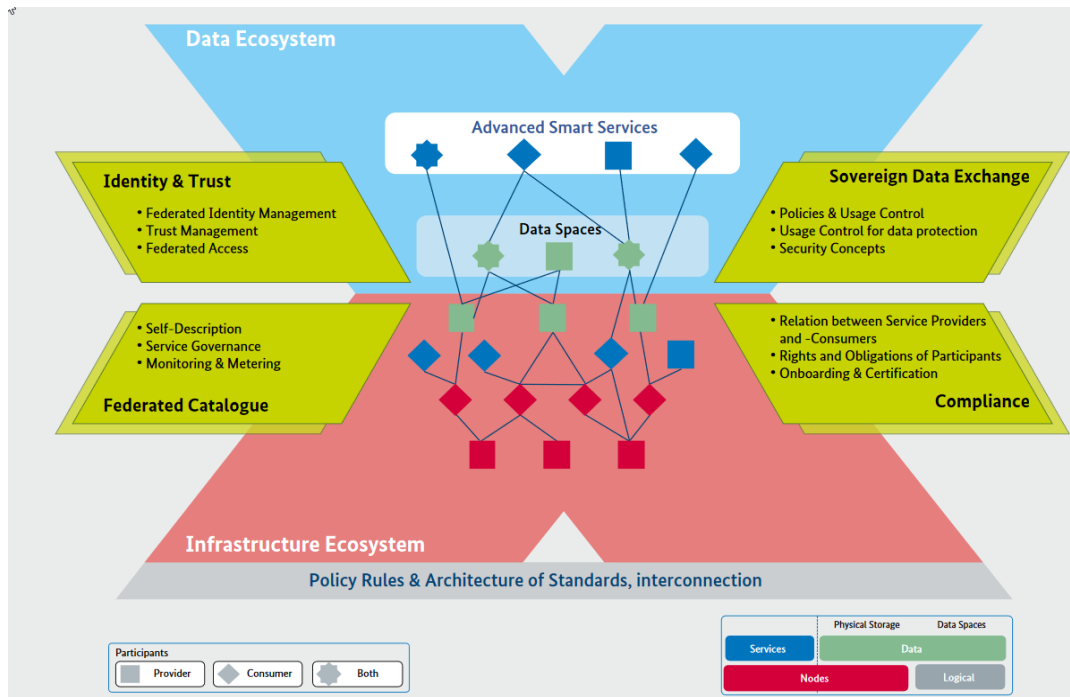 Data Ecosystem
Advanced Smart Services
Identity & Trust
• Federated Identity Management
• Trust Management
• Federated Access
Sovereign Data Exchange
• Policies & Usage Control
• Usage Control for data protection
• Security Concepts
Data Spaces
• Self-Description
• Service Governance
• Monitoring & Metering
Federated Catalogue
• Relation between Service Providers
and -Consumers
• Rights and Obligations of Participants
• Onboarding & Certification
Compliance
Infrastructure Ecosystem
Policy Rules & Architecture of Standards, interconnection
Participants
Provider
Consumer
Both
Physical Storage
Data Spaces
Services
Data
Nodes
Logical